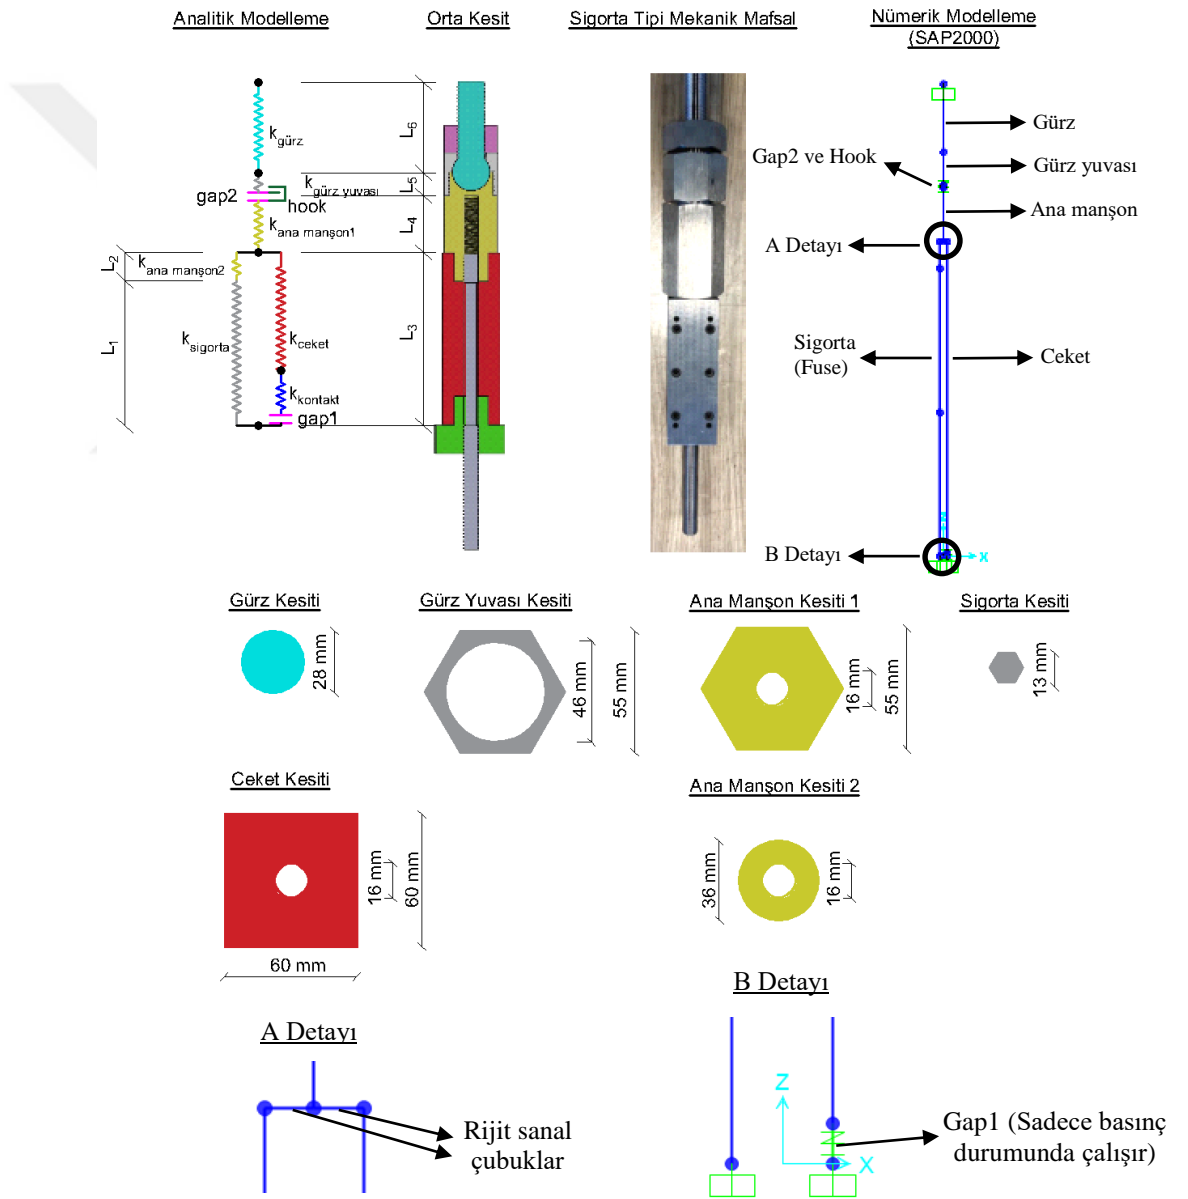 Analitik Modelleme
Orta Kesit
Sigorta Tipi Mekanik Mafsal
Nümerik Modelleme
(SAP2000)
kgürz
gap2
kgürz yuvası
hook
kana manşon1
kana manşon2
ksigorta
kceket
kkontakt
gap1
L1
L2
L3
L4
L5
L6
Gürz
Gap2 ve Hook
Gürz yuvası
Ana manşon
A Detayı
Sigorta
(Fuse)
Ceket
B Detayı
Z
X
Gürz Kesiti
28 mm
Gürz Yuvası Kesiti
46 mm
55 mm
Ana Manşon Kesiti 1
16 mm
55 mm
Sigorta Kesiti
13 mm
Ceket Kesiti
16 mm
60 mm
60 mm
Ana Manşon Kesiti 2
36 mm
16 mm
A Detayı
Rijit sanal
çubuklar
B Detayı
Z
X
Gap1 (Sadece basınç
durumunda çalışır)